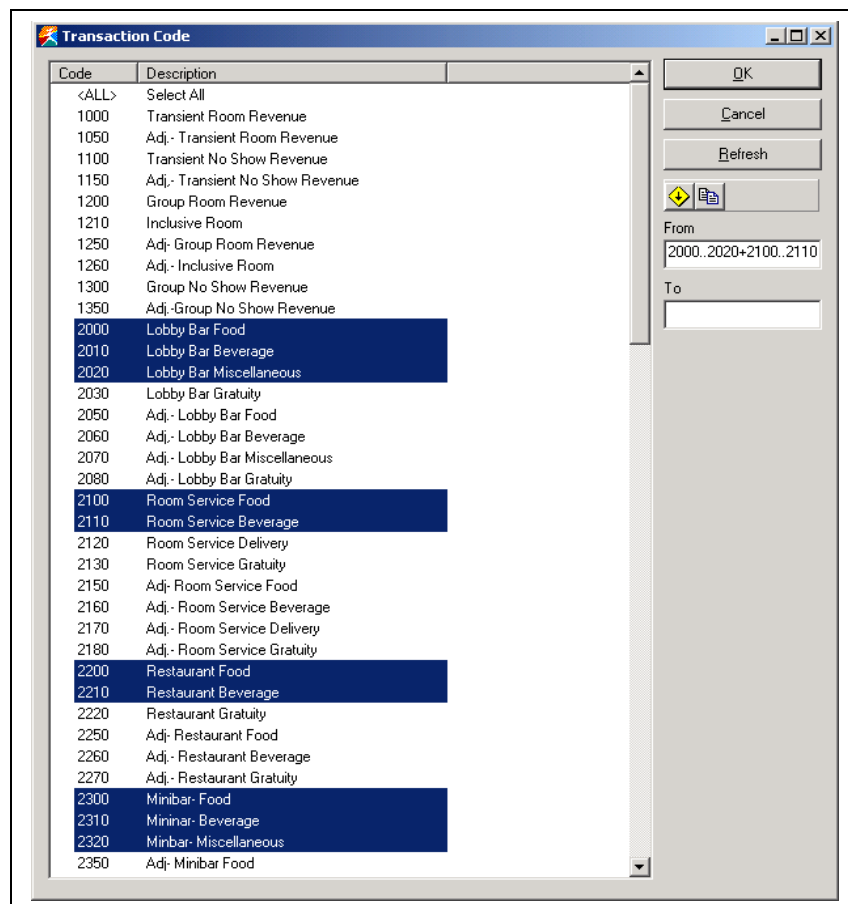 Transaction Code
Code Description
<ALL> Select All
1000 Transient Room Revenue
1050 Adj.- Transient Room Revenue
1100 Transient No Show Revenue
1150 Adj,- Transient No Show Revenue
1200 Group Room Revenue
1210 Inclusive Room
1250 Adj- Group Room Revenue
1260 Adj.- Inclusive Room
1300 Group No Show Revenue
1350 Adj.-Group No Show Revenue
2000 Lobby Bar Food
2010 Lobby Bar Beverage
2020 Lobby Bar Miscellaneous
2030 Lobby Bar Gratuity
2050 Adj.- Lobby Bar Food
2060 Adj,- Lobby Bar Beverage
2070 Adj.- Lobby Bar Miscellaneous
2080 Adj.- Lobby Bar Gratuity
2100 Room Service Food
2110 Room Service Beverage
2120 Room Service Delivery
2130 Room Service Gratuity
2150 Adj- Room Service Food
2160 Adj.- Room Service Beverage
2170 Adj.- Room Service Delivery
2180 Adj.- Room Service Gratuity
2200 Restaurant Food
2210 Restaurant Beverage
2220 Restaurant Gratuity
2250 Adj- Restaurant Food
2260 Adj.- Restaurant Beverage
2270 Adj.- Restaurant Gratuity
2300 Minibar- Food
2310 Mininar- Beverage
2320 Minbar- Miscellaneous
2350 Adj- Minibar Food
OK
Cancel
Refresh
From
2000..2020+2100..2110
To